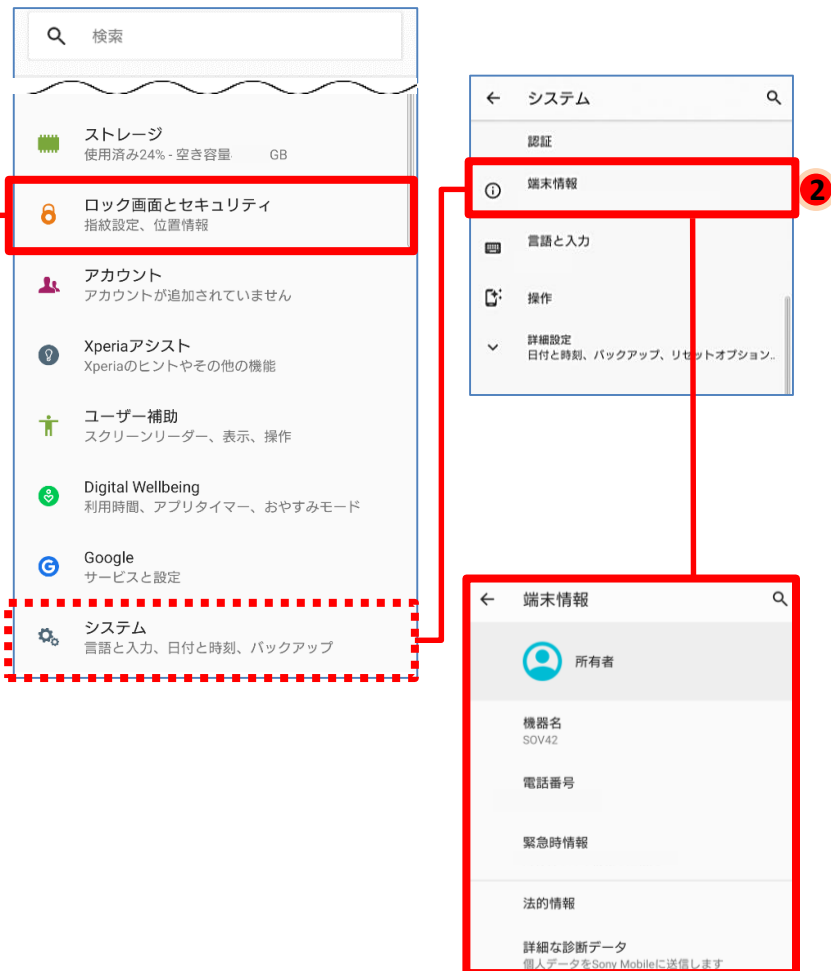 検索
ストレージ
使用済み24% - 空き容量 GB
ロック画面とセキュリティ
指紋設定、位置情報
アカウント
アカウントが追加されていません
Xperiaアシスト
Xperiaのヒントやその他の機能
ユーザー補助
スクリーンリーダー、表示、操作
Digital Wellbeing
利用時間、アプリタイマー、おやすみモード
Google
サービスと設定
システム
言語と入力、日付と時刻、バックアップ
システム
認証
端末情報
2
言語と入力
操作
詳細設定
日付と時刻、バックアップ、リセットオプション..
端末情報
所有者
機器名
SOV42
電話番号
緊急時情報
法的情報
詳細な診断データ
個人データをSony Mobileに送信します